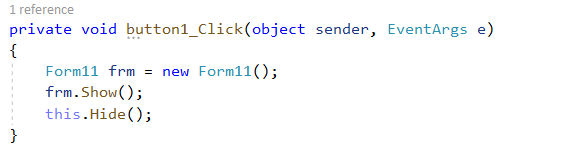 1 reference
private void button1_Click(object sender, EventArgs e)
{
Form11 frm = new Form11();
frm.Show();
this.Hide();
}